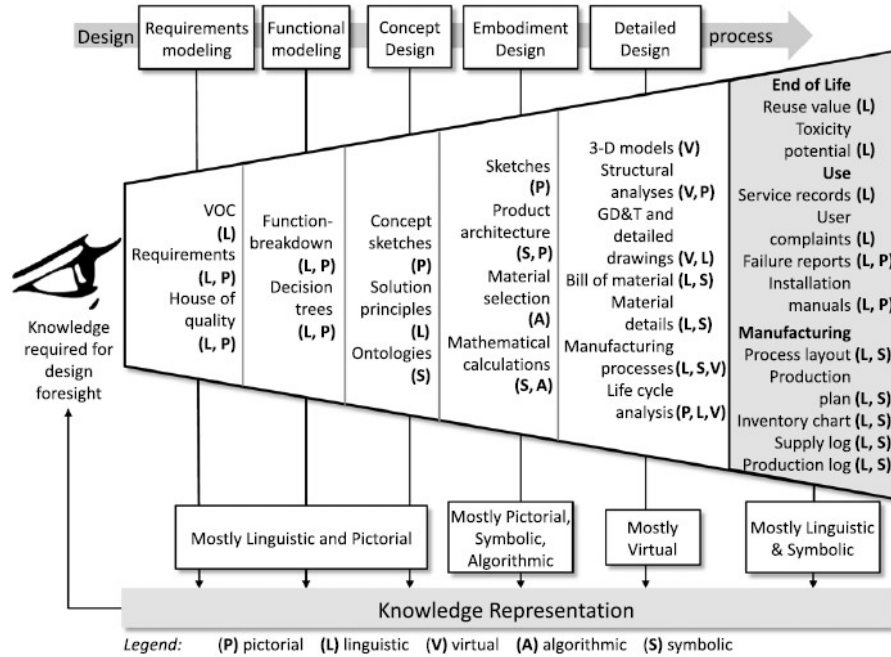 Design
Requirements
modeling
Functional
modeling
Concept
Design
Embodiment
Design
Detailed
Design
process
Knowledge
required for
design
foresight
VOC
(L)
Requirements
(L, P)
House of
quality
(L, P)
Function-
breakdown
(L, P)
Decision
trees
(L, P)
Concept
sketches
(P)
Solution
principles
(L)
Ontologies
(S)
Sketches
(P)
Product
architecture
(S, P)
Material
selection
(A)
Mathematical
calculations
(S, A)
3-D models (V)
Structural
analyses (V, P)
GD&T and
detailed
drawings (V, L)
Bill of material (L, S)
Material
details (L, S)
Manufacturing
processes (L, S,V)
Life cycle
analysis (P, L, V)
End of Life
Reuse value (L)
Toxicity
potential (L)
Use
Service records (L)
User
complaints (L)
Failure reports (L, P)
Installation
manuals (L, P)
Manufacturing
Process layout (L, S)
Production
plan (L, S)
Inventory chart (L, S)
Supply log (L, S)
Production log (L, S)
Mostly Linguistic and Pictorial
Mostly Pictorial,
Symbolic,
Algorithmic
Mostly
Virtual
Mostly Linguistic
& Symbolic
Knowledge Representation
Legend: (P) pictorial (L) linguistic (V) virtual (A) algorithmic (S) symbolic